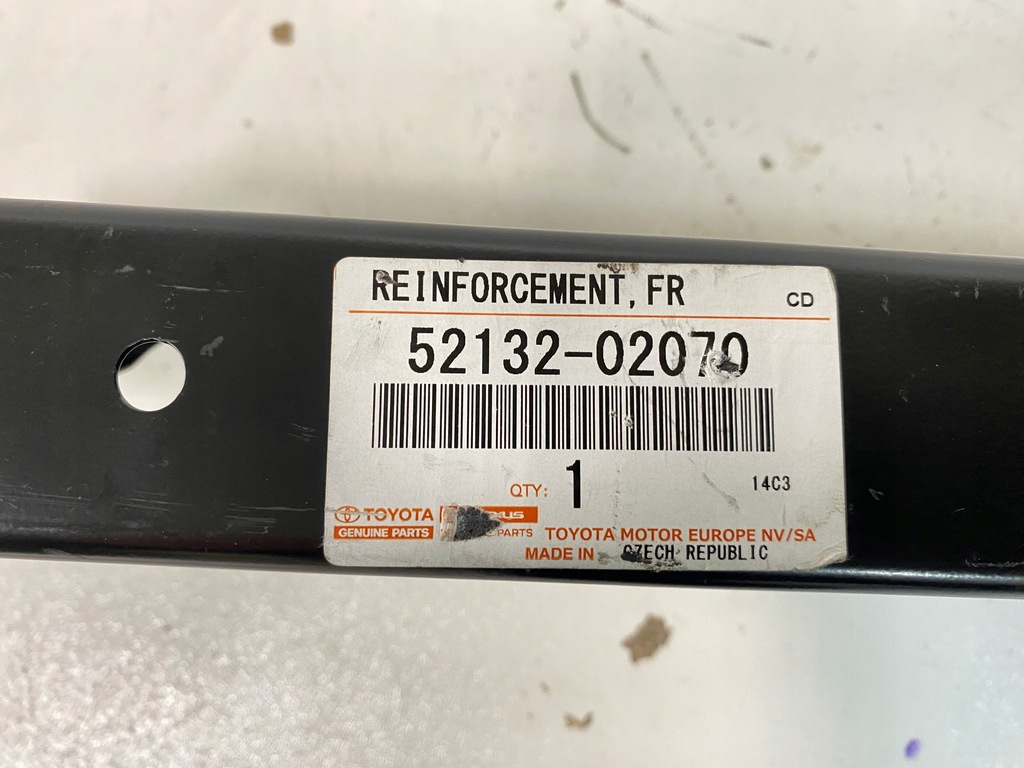 REINFORCEMENT, FR
CD
52132-02070
QTY: 1
14C3
TOYOTA
GENUINE PARTS
TOYOTA MOTOR EUROPE NV/SA
MADE IN CZECH REPUBLIC